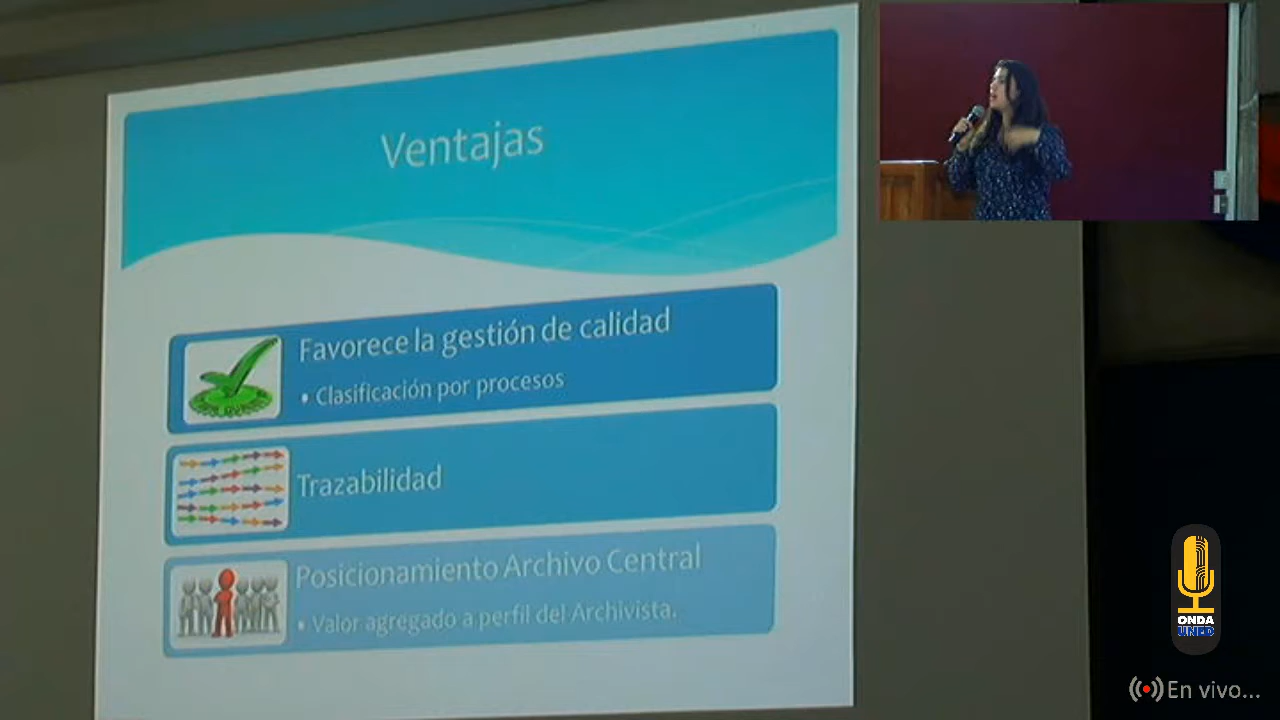 Ventajas
Favorece la gestión de calidad
• Clasificación por procesos
Trazabilidad
Posicionamiento Archivo Central
• Valor agregado a perfil del Archivista.
ONDA
UNED
En vivo...